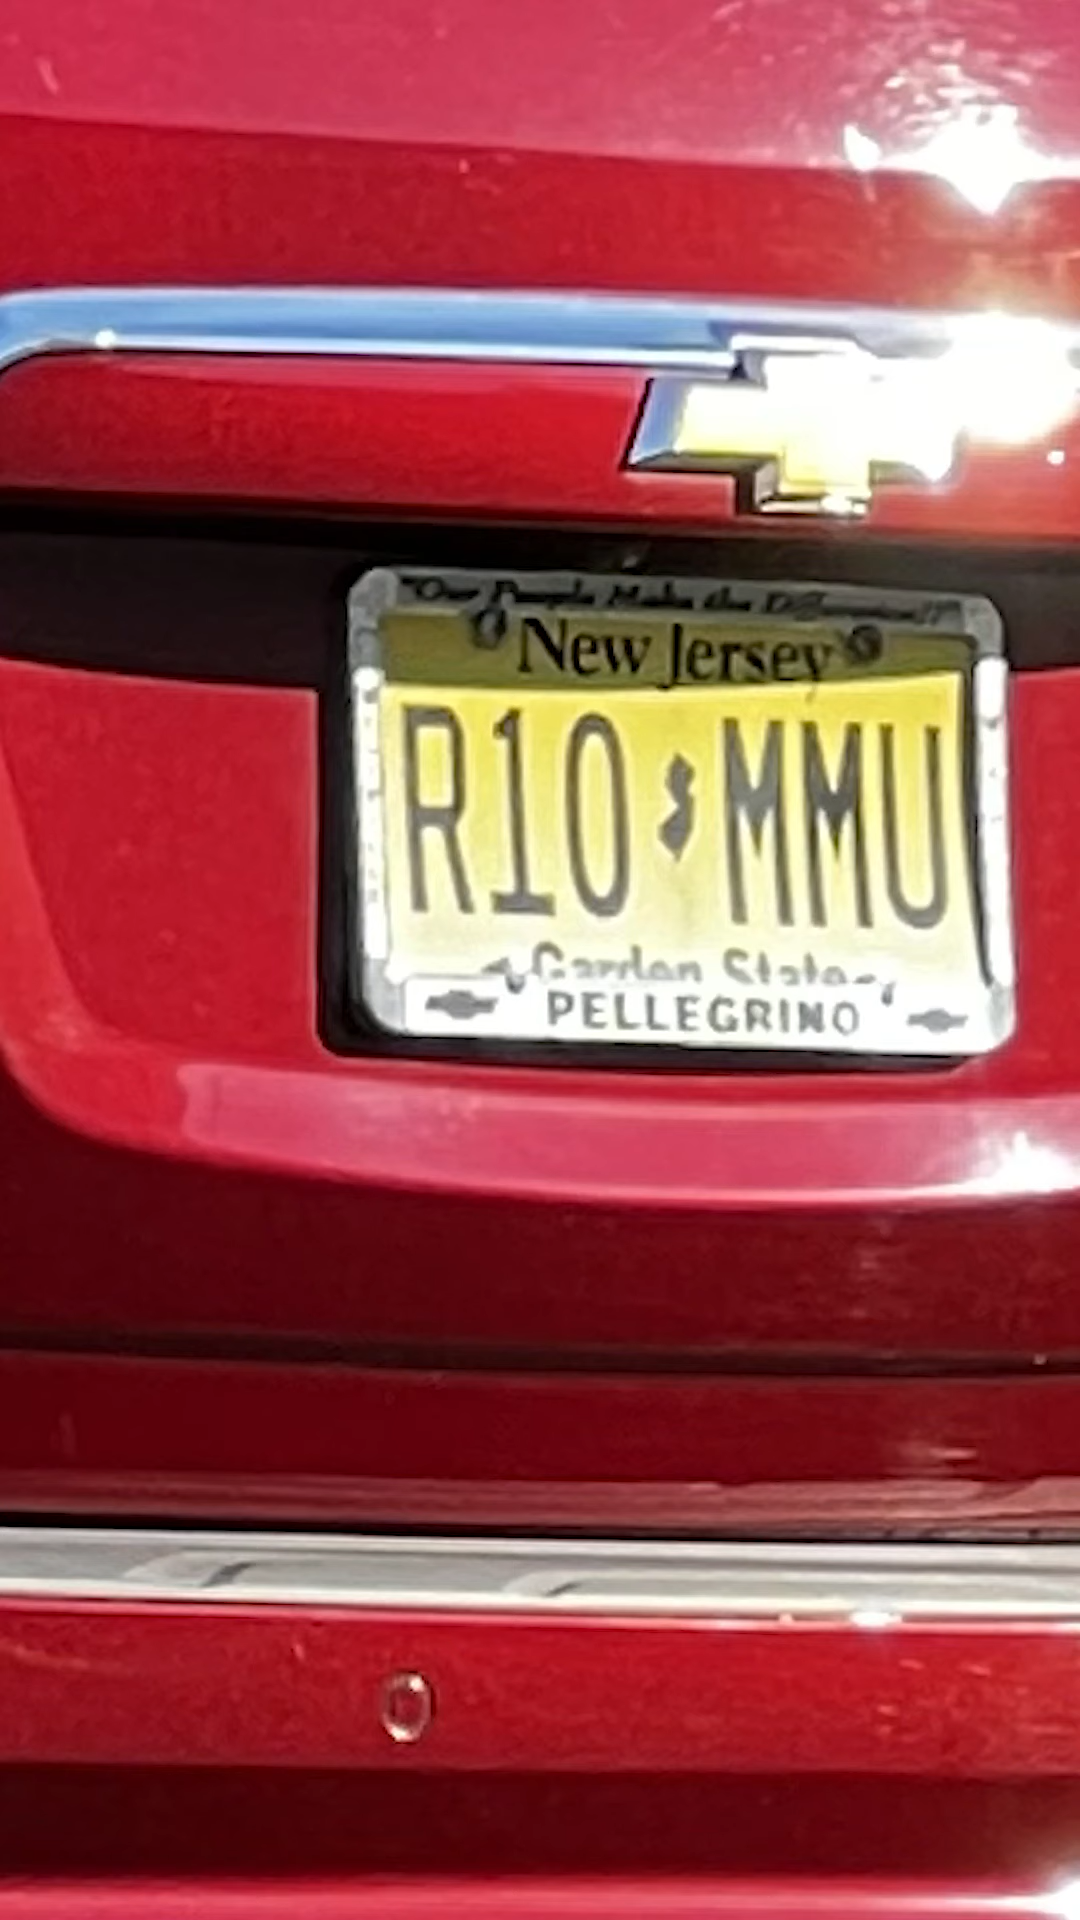 "Our People Make the Difference!!"
New Jersey
R10 MMU
Garden State
PELLEGRINO